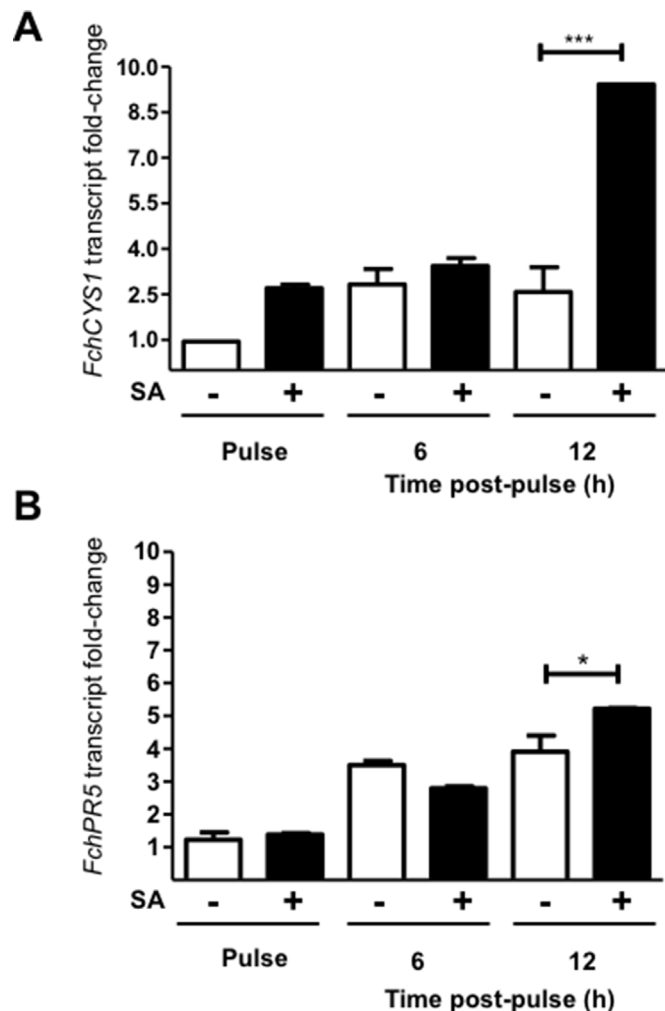 A
***
FchCYS1 transcript fold-change
10.0
8.5
7.0
5.5
4.0
2.5
1.0
SA - + - + - +
Pulse 6 12
Time post-pulse (h)
B
*
FchPR5 transcript fold-change
10
9
8
7
6
5
4
3
2
1
SA - + - + - +
Pulse 6 12
Time post-pulse (h)